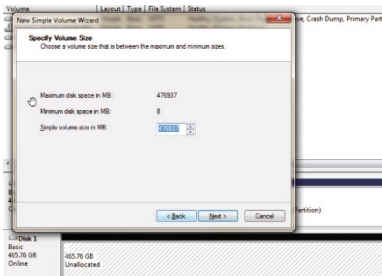 Volume Layout Type File System Status
New Simple Volume Wizard
ve, Crash Dump, Primary Part
Specify Volume Size
Choose a volume size that is between the maximum and minimum sizes.
Maximum disk space in MB: 476937
Minimum disk space in MB: 8
Simple volume size in MB: 476937
< Back Next > Cancel
Partition)
Disk 1
Basic
465.76 GB
Online
465.76 GB
Unallocated